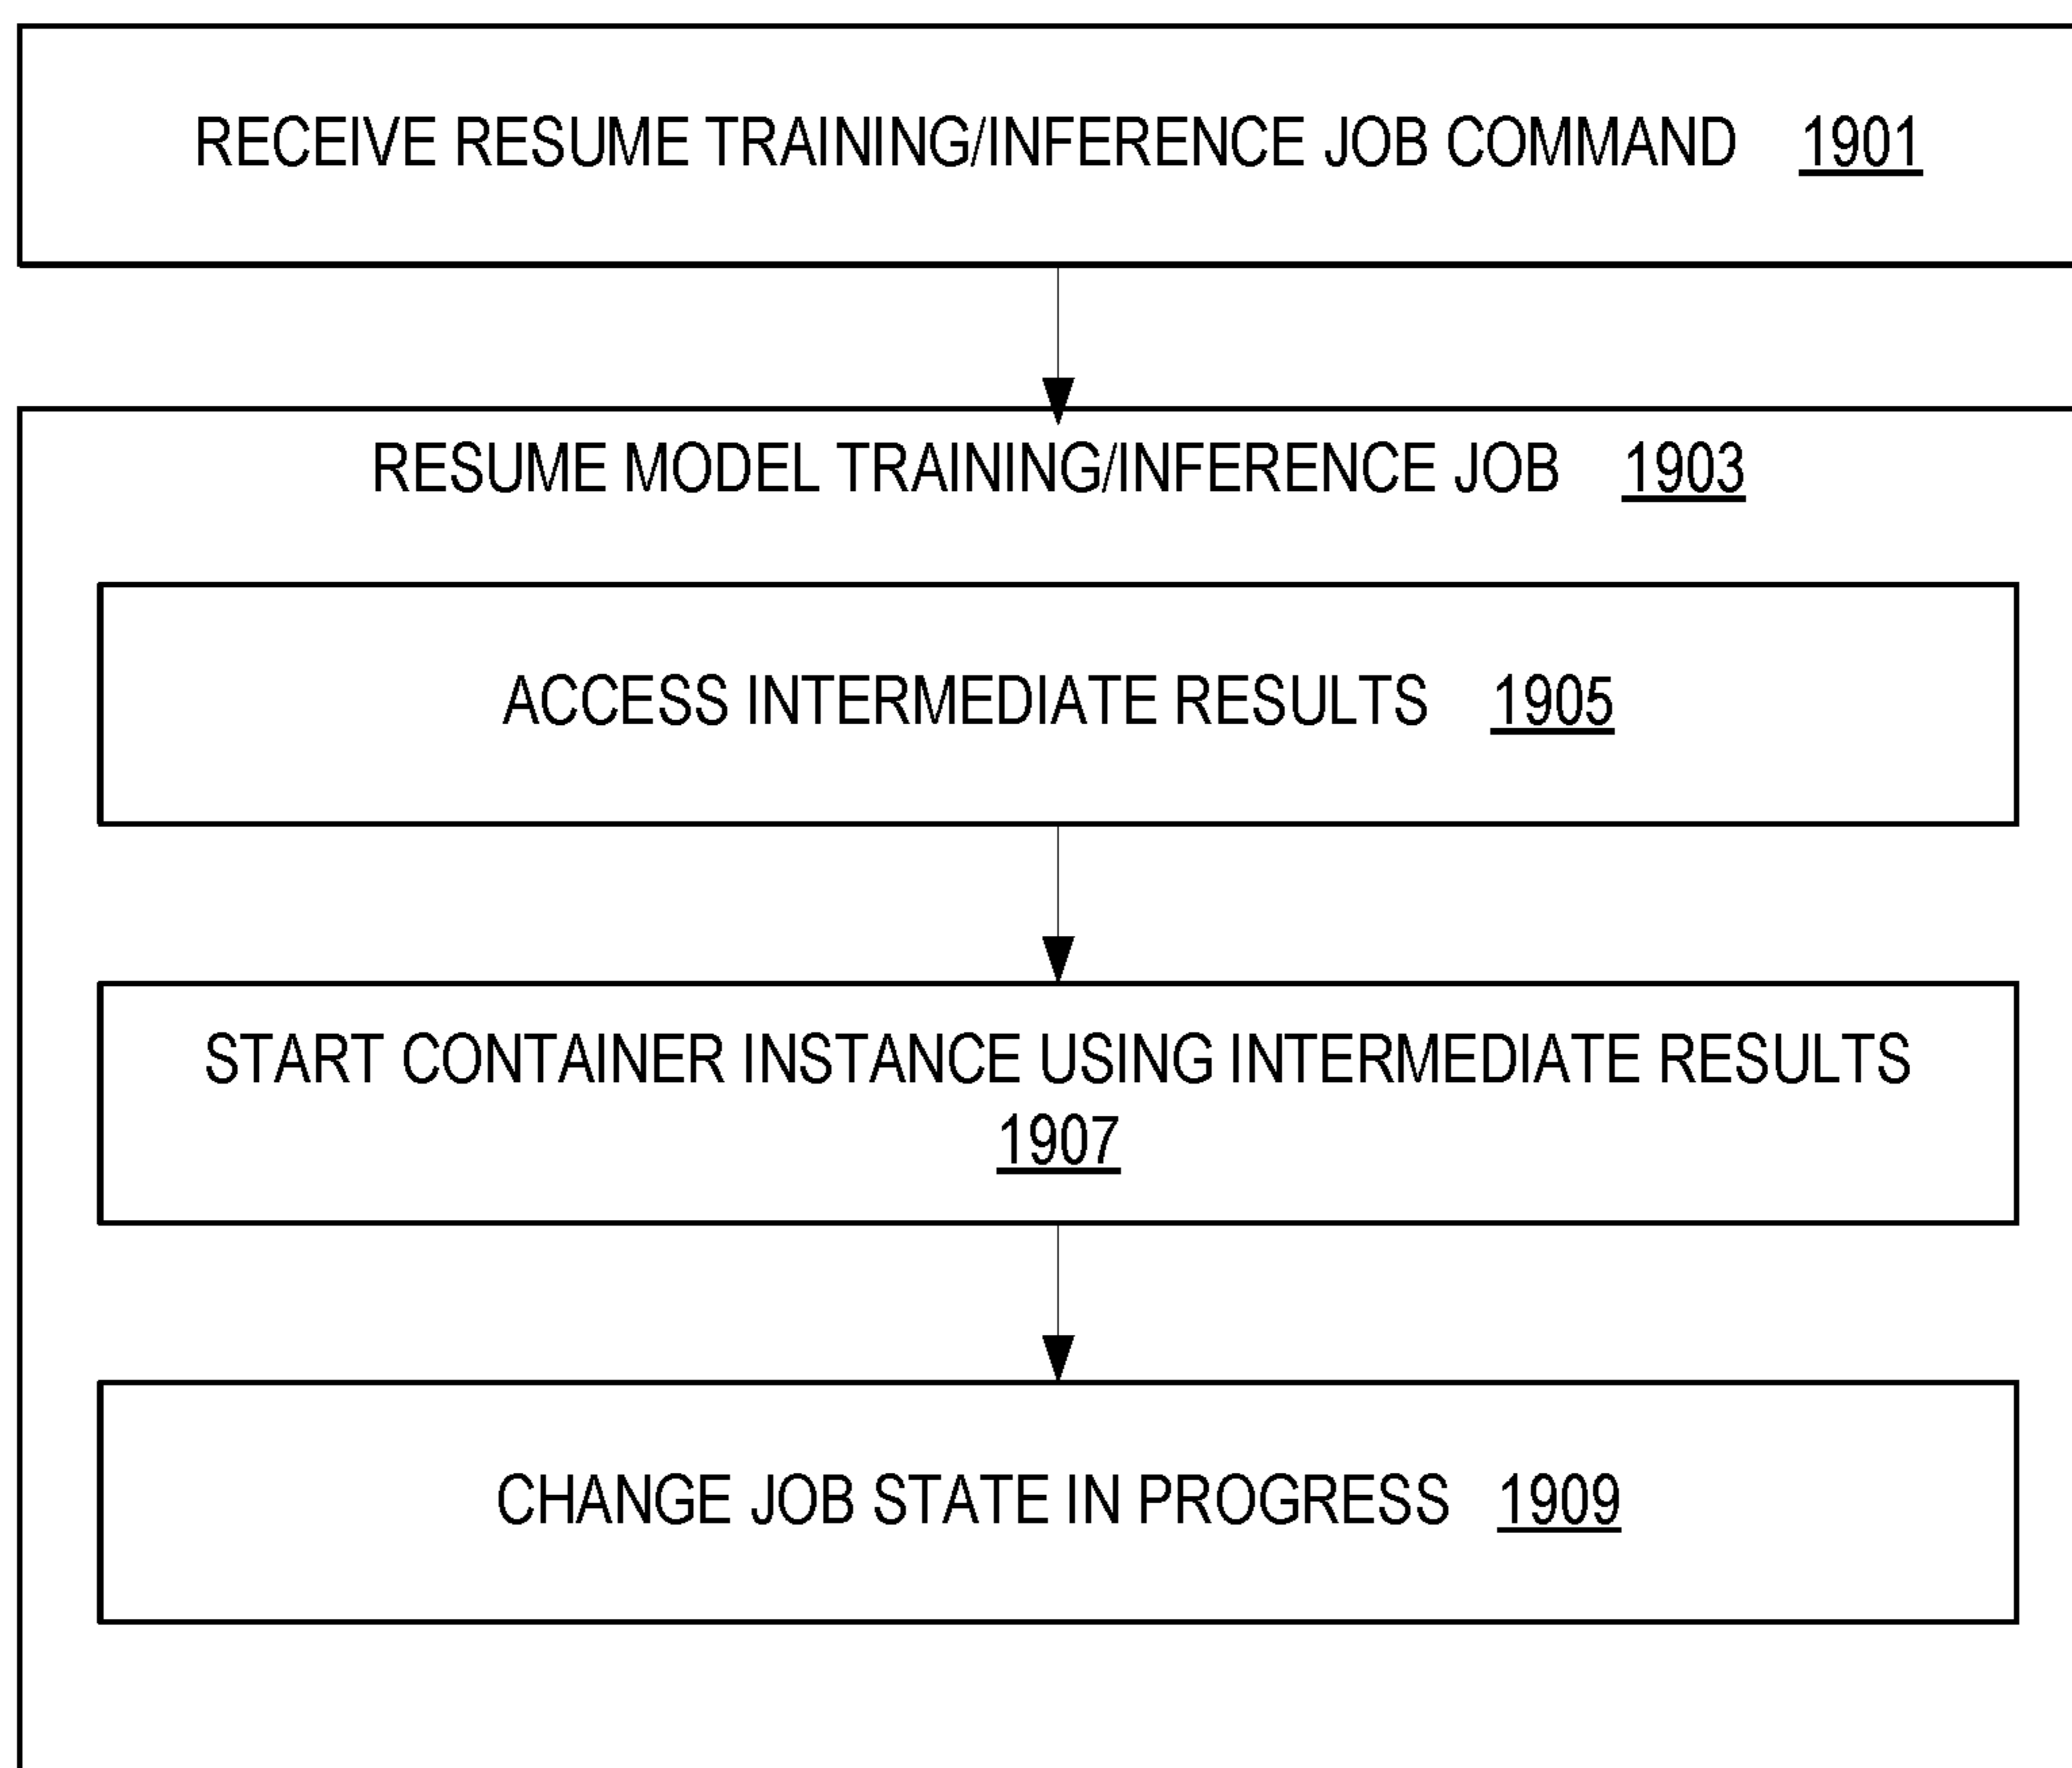 RECEIVE RESUME TRAINING/INFERENCE JOB COMMAND 1901
RESUME MODEL TRAINING/INFERENCE JOB 1903
ACCESS INTERMEDIATE RESULTS 1905
START CONTAINER INSTANCE USING INTERMEDIATE RESULTS
1907
CHANGE JOB STATE IN PROGRESS 1909